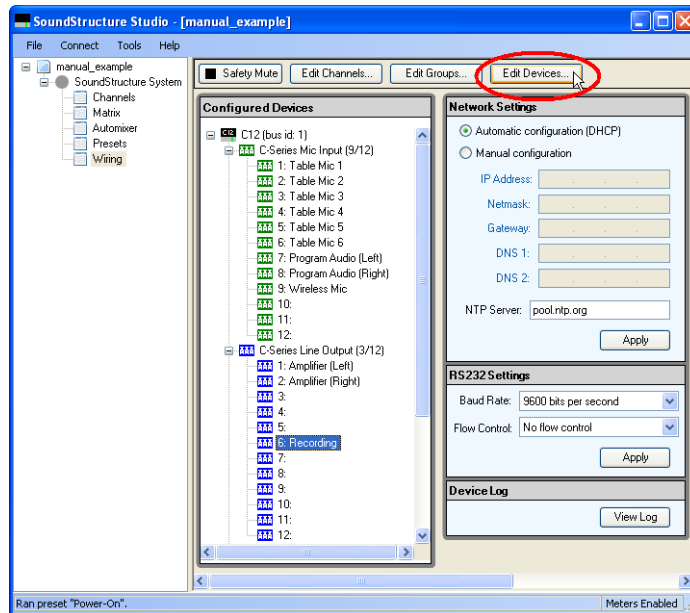 SoundStructure Studio - [manual_example]
File Connect Tools Help
manual_example
SoundStructure System
Channels
Matrix
Automixer
Presets
Wiring
Safety Mute Edit Channels... Edit Groups... Edit Devices...
Configured Devices
C12 C12 (bus id: 1)
C-Series Mic Input (9/12)
1: Table Mic 1
2: Table Mic 2
3: Table Mic 3
4: Table Mic 4
5: Table Mic 5
6: Table Mic 6
7: Program Audio (Left)
8: Program Audio (Right)
9: Wireless Mic
10:
11:
12:
C-Series Line Output (3/12)
1: Amplifier (Left)
2: Amplifier (Right)
3:
4:
5:
6: Recording
7:
8:
9:
10:
11:
12:
Network Settings
Automatic configuration (DHCP)
Manual configuration
IP Address:
Netmask:
Gateway:
DNS 1:
DNS 2:
NTP Server: pool.ntp.org
Apply
RS232 Settings
Baud Rate: 9600 bits per second
Flow Control: No flow control
Apply
Device Log
View Log
Ran preset "Power-On". Meters Enabled